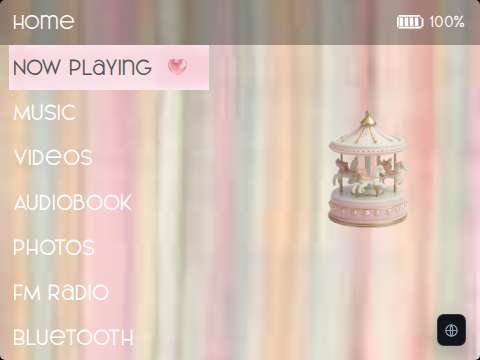 Home
100%
NOW PLAYING
MUSIC
VIDEOS
AUDIOBOOK
PHOTOS
FM RADIO
BLUETOOTH